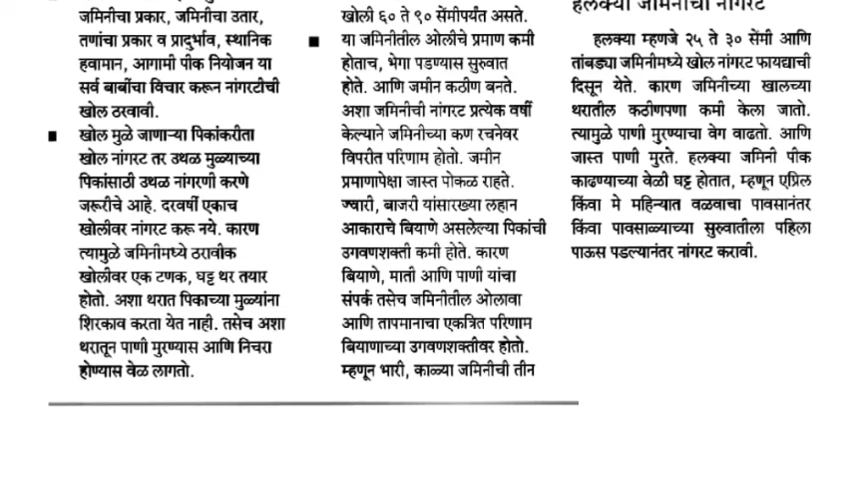 जमिनीचा प्रकार, जमिनीचा उतार,
तणांचा प्रकार व प्रादुर्भाव, स्थानिक
हवामान, आगामी पीक नियोजन या
सर्व बाबींचा विचार करून नांगरटीची
खोल ठरवावी.
■ खोल मुळे जाणाऱ्या पिकांकरीता
खोल नांगरट तर उथळ मुळ्याच्या
पिकांसाठी उथळ नांगरणी करणे
जरूरीचे आहे. दरवर्षी एकाच
खोलीवर नांगरट करू नये. कारण
त्यामुळे जमिनीमध्ये ठरावीक
खोलीवर एक टणक, घट्ट थर तयार
होतो. अशा थरात पिकाच्या मुळ्यांना
शिरकाव करता येत नाही. तसेच अशा
थरातून पाणी मुरण्यास आणि निचरा
होण्यास वेळ लागतो.
खोली ६० ते ९० सेंमीपर्यंत असते.
■ या जमिनीतील ओलीचे प्रमाण कमी
होताच, भेगा पडण्यास सुरुवात
होते. आणि जमीन कठीण बनते.
अशा जमिनीची नांगरट प्रत्येक वर्षी
केल्याने जमिनीच्या कण रचनेवर
विपरीत परिणाम होतो. जमीन
प्रमाणापेक्षा जास्त पोकळ राहते.
ज्वारी, बाजरी यांसारख्या लहान
आकाराचे बियाणे असलेल्या पिकांची
उगवणशक्ती कमी होते. कारण
बियाणे, माती आणि पाणी यांचा
संपर्क तसेच जमिनीतील ओलावा
आणि तापमानाचा एकत्रित परिणाम
बियाणाच्या उगवणशक्तीवर होतो.
म्हणून भारी, काळ्या जमिनीची तीन
हलक्या जमिनीची नांगरट
हलक्या म्हणजे २५ ते ३० सेंमी आणि
तांबड्या जमिनीमध्ये खोल नांगरट फायद्याची
दिसून येते. कारण जमिनीच्या खालच्या
थरातील कठीणपणा कमी केला जातो.
त्यामुळे पाणी मुरण्याचा वेग वाढतो. आणि
जास्त पाणी मुरते. हलक्या जमिनी पीक
काढण्याच्या वेळी घट्ट होतात, म्हणून एप्रिल
किंवा मे महिन्यात वळवाचा पावसानंतर
किंवा पावसाळ्याच्या सुरुवातीला पहिला
पाऊस पडल्यानंतर नांगरट करावी.